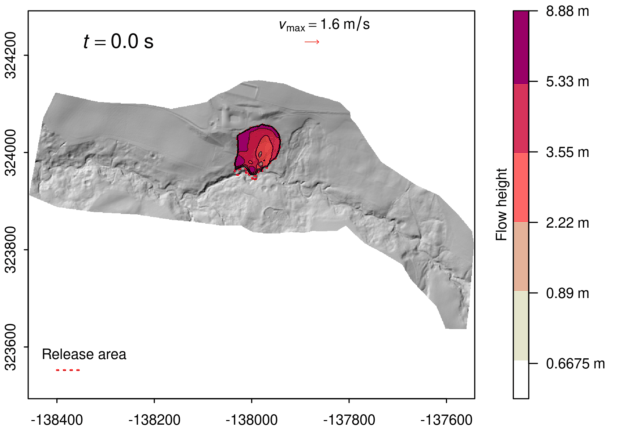 t = 0.0 s
vmax = 1.6 m/s
324200
324000
323800
323600
Release area
-138400
-138200
-138000
-137800
-137600
Flow height
8.88 m
5.33 m
3.55 m
2.22 m
0.89 m
0.6675 m